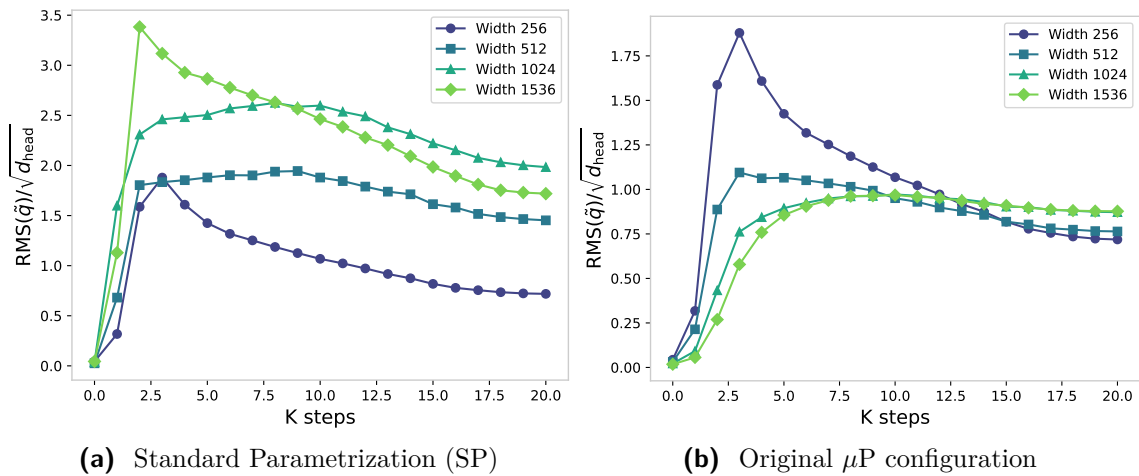 3.5
3.0
2.5
2.0
1.5
1.0
0.5
0.0
RMS(q̃)/√d_head
Width 256
Width 512
Width 1024
Width 1536
0.0 2.5 5.0 7.5 10.0 12.5 15.0 17.5 20.0
K steps
(a) Standard Parametrization (SP)
1.75
1.50
1.25
1.00
0.75
0.50
0.25
0.00
RMS(q̃)/√d_head
Width 256
Width 512
Width 1024
Width 1536
0.0 2.5 5.0 7.5 10.0 12.5 15.0 17.5 20.0
K steps
(b) Original μP configuration